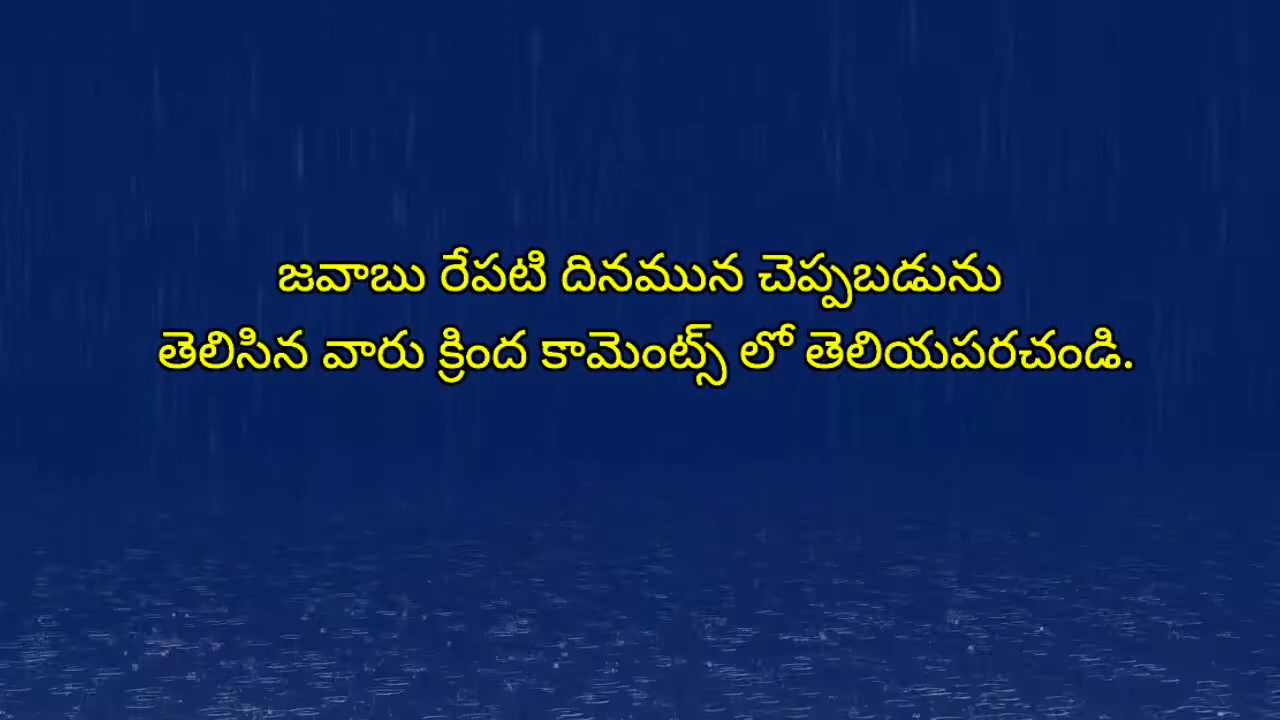 జవాబు రేపటి దినమున చెప్పబడును
తెలిసిన వారు క్రింద కామెంట్స్ లో తెలియపరచండి.